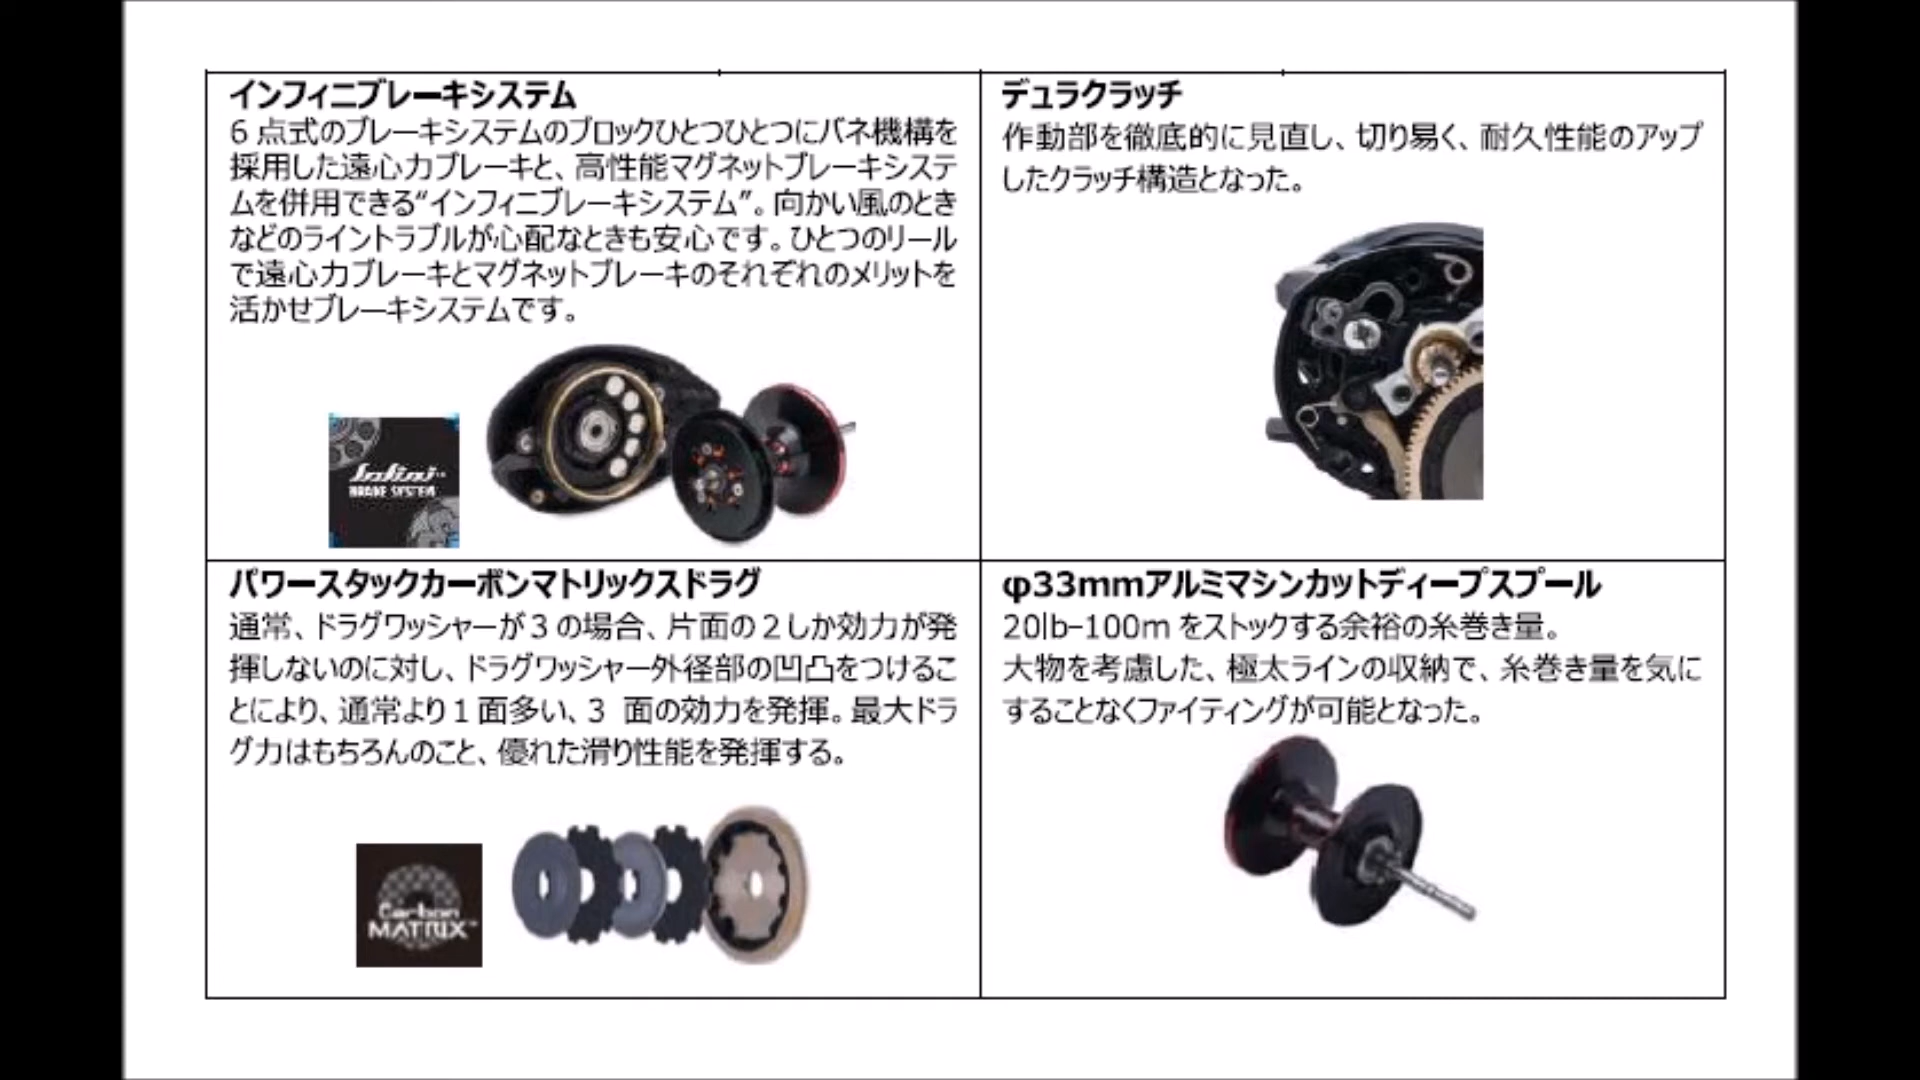 インフィニブレーキシステム
6 点式のブレーキシステムのブロックひとつひとつにバネ機構を
採用した遠心力ブレーキと、高性能マグネットブレーキシステ
ムを併用できる“インフィニブレーキシステム”。向かい風のとき
などのライントラブルが心配なときも安心です。ひとつのリール
で遠心力ブレーキとマグネットブレーキのそれぞれのメリットを
活かせブレーキシステムです。
Infini
BRAKE SYSTEM
デュラクラッチ
作動部を徹底的に見直し、切り易く、耐久性能のアップ
したクラッチ構造となった。
パワースタックカーボンマトリックスドラグ
通常、ドラグワッシャーが 3 の場合、片面の 2 しか効力が発
揮しないのに対し、ドラグワッシャー外径部の凹凸をつけるこ
とにより、通常より 1 面多い、3 面の効力を発揮。最大ドラ
グ力はもちろんのこと、優れた滑り性能を発揮する。
Carbon
MATRIX™
φ33mmアルミマシンカットディープスプール
20lb-100m をストックする余裕の糸巻き量。
大物を考慮した、極太ラインの収納で、糸巻き量を気に
することなくファイティングが可能となった。